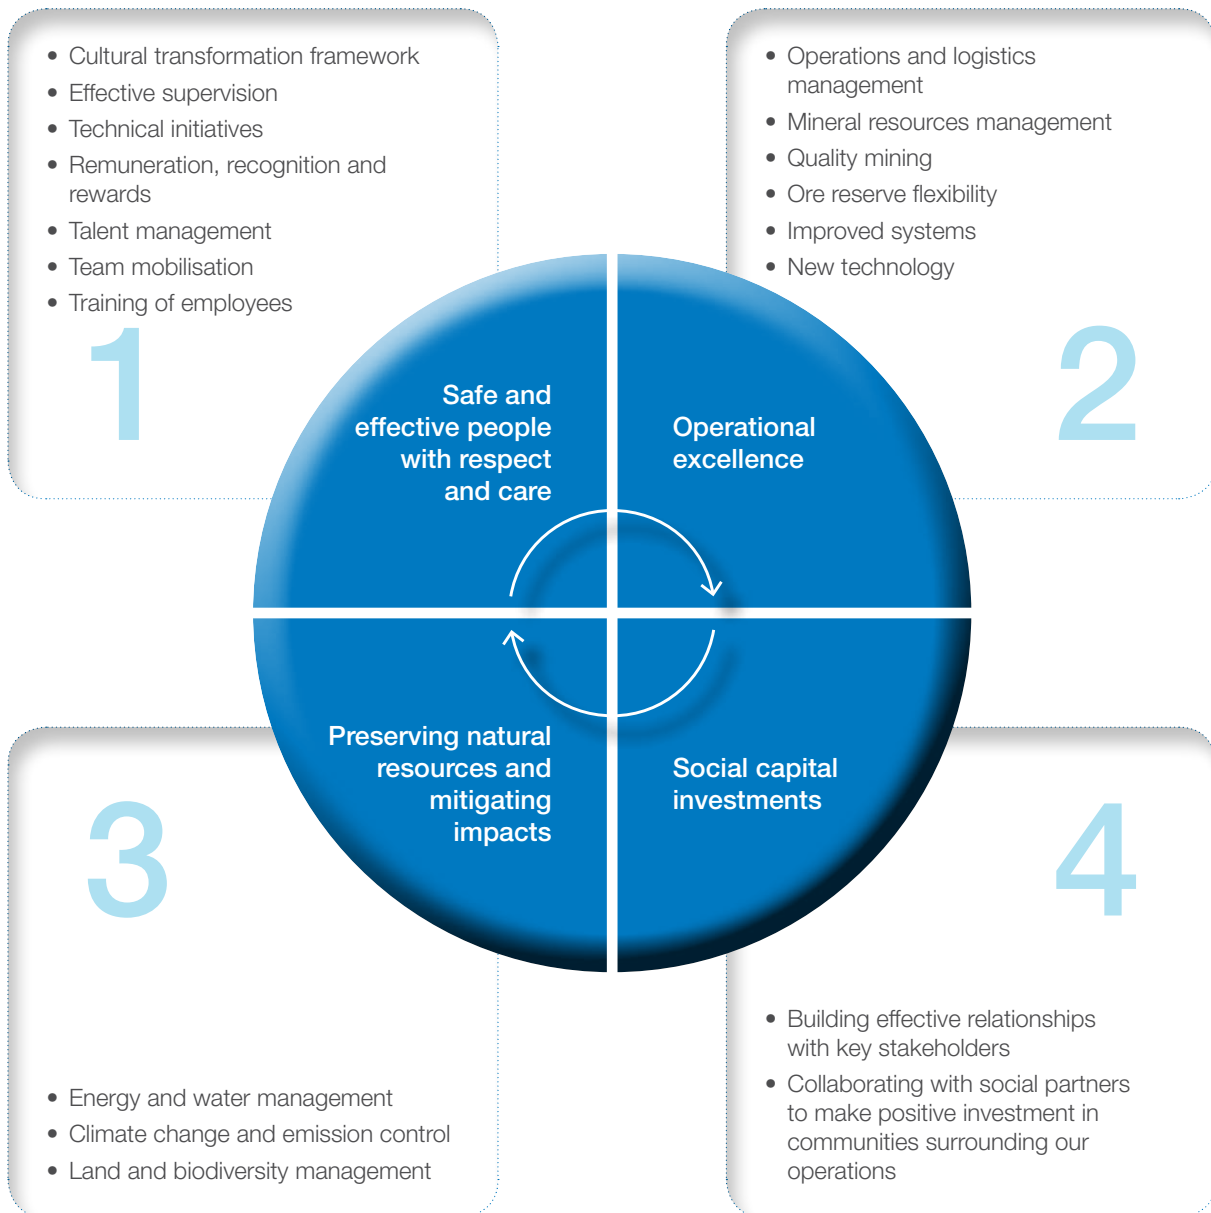 • Cultural transformation framework
• Effective supervision
• Technical initiatives
• Remuneration, recognition and
rewards
• Talent management
• Team mobilisation
• Training of employees
1
Safe and
effective people
with respect
and care
• Operations and logistics
management
• Mineral resources management
• Quality mining
• Ore reserve flexibility
• Improved systems
• New technology
2
Operational
excellence
3
Preserving natural
resources and
mitigating
impacts
• Energy and water management
• Climate change and emission control
• Land and biodiversity management
4
Social capital
investments
• Building effective relationships
with key stakeholders
• Collaborating with social partners
to make positive investment in
communities surrounding our
operations